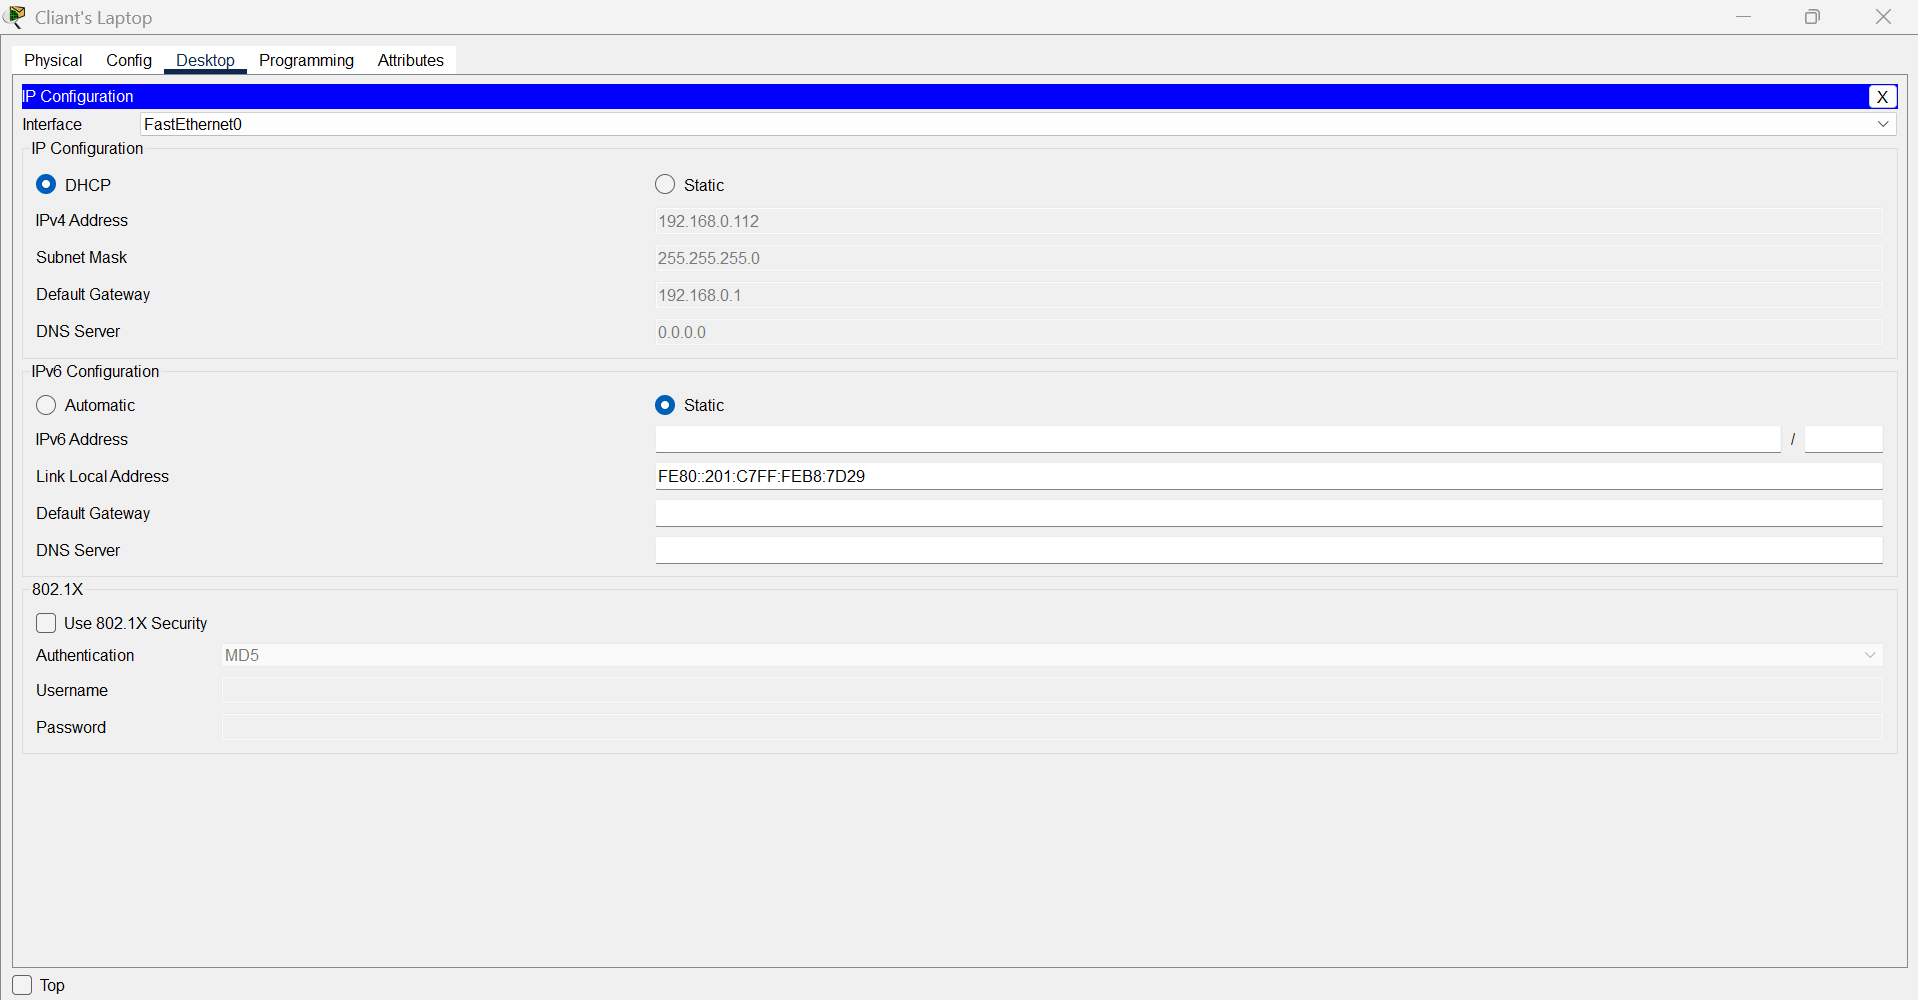 Cliant's Laptop
Physical Config Desktop Programming Attributes
IP Configuration X
Interface FastEthernet0
IP Configuration
DHCP Static
IPv4 Address 192.168.0.112
Subnet Mask 255.255.255.0
Default Gateway 192.168.0.1
DNS Server 0.0.0.0
IPv6 Configuration
Automatic Static
IPv6 Address /
Link Local Address FE80::201:C7FF:FEB8:7D29
Default Gateway
DNS Server
802.1X
Use 802.1X Security
Authentication MD5
Username
Password
Top